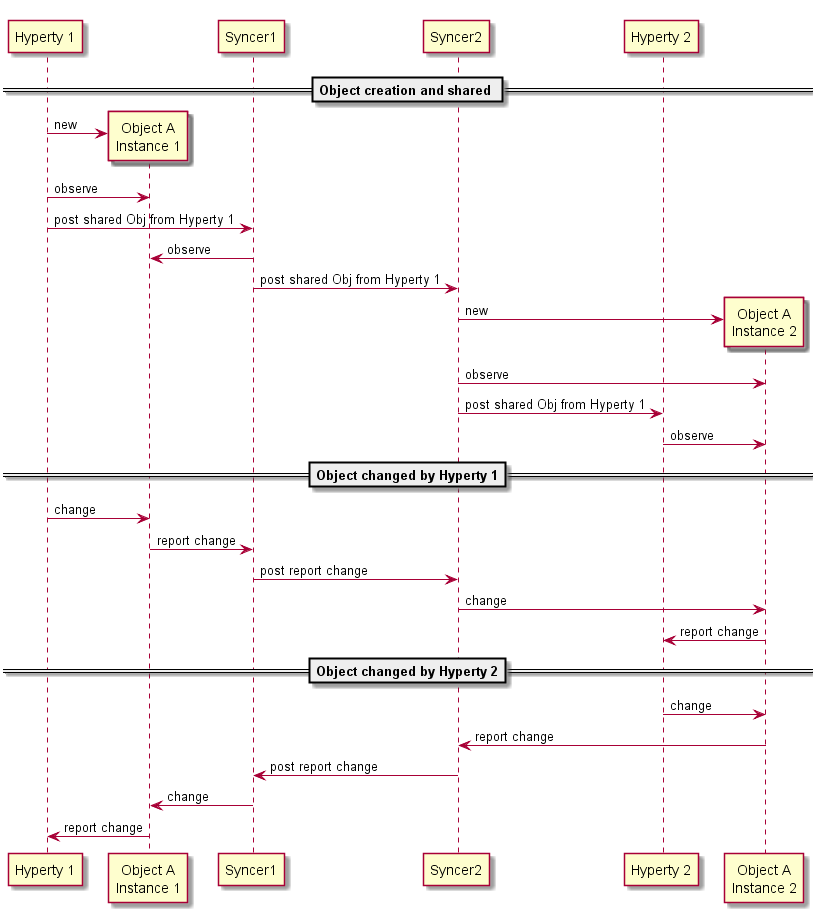 Hyperty 1
Syncer1
Syncer2
Hyperty 2
Object creation and shared
new
Object A
Instance 1
observe
post shared Obj from Hyperty 1
observe
post shared Obj from Hyperty 1
new
Object A
Instance 2
observe
post shared Obj from Hyperty 1
observe
Object changed by Hyperty 1
change
report change
post report change
change
report change
Object changed by Hyperty 2
change
report change
post report change
change
report change
Hyperty 1
Object A
Instance 1
Syncer1
Syncer2
Hyperty 2
Object A
Instance 2